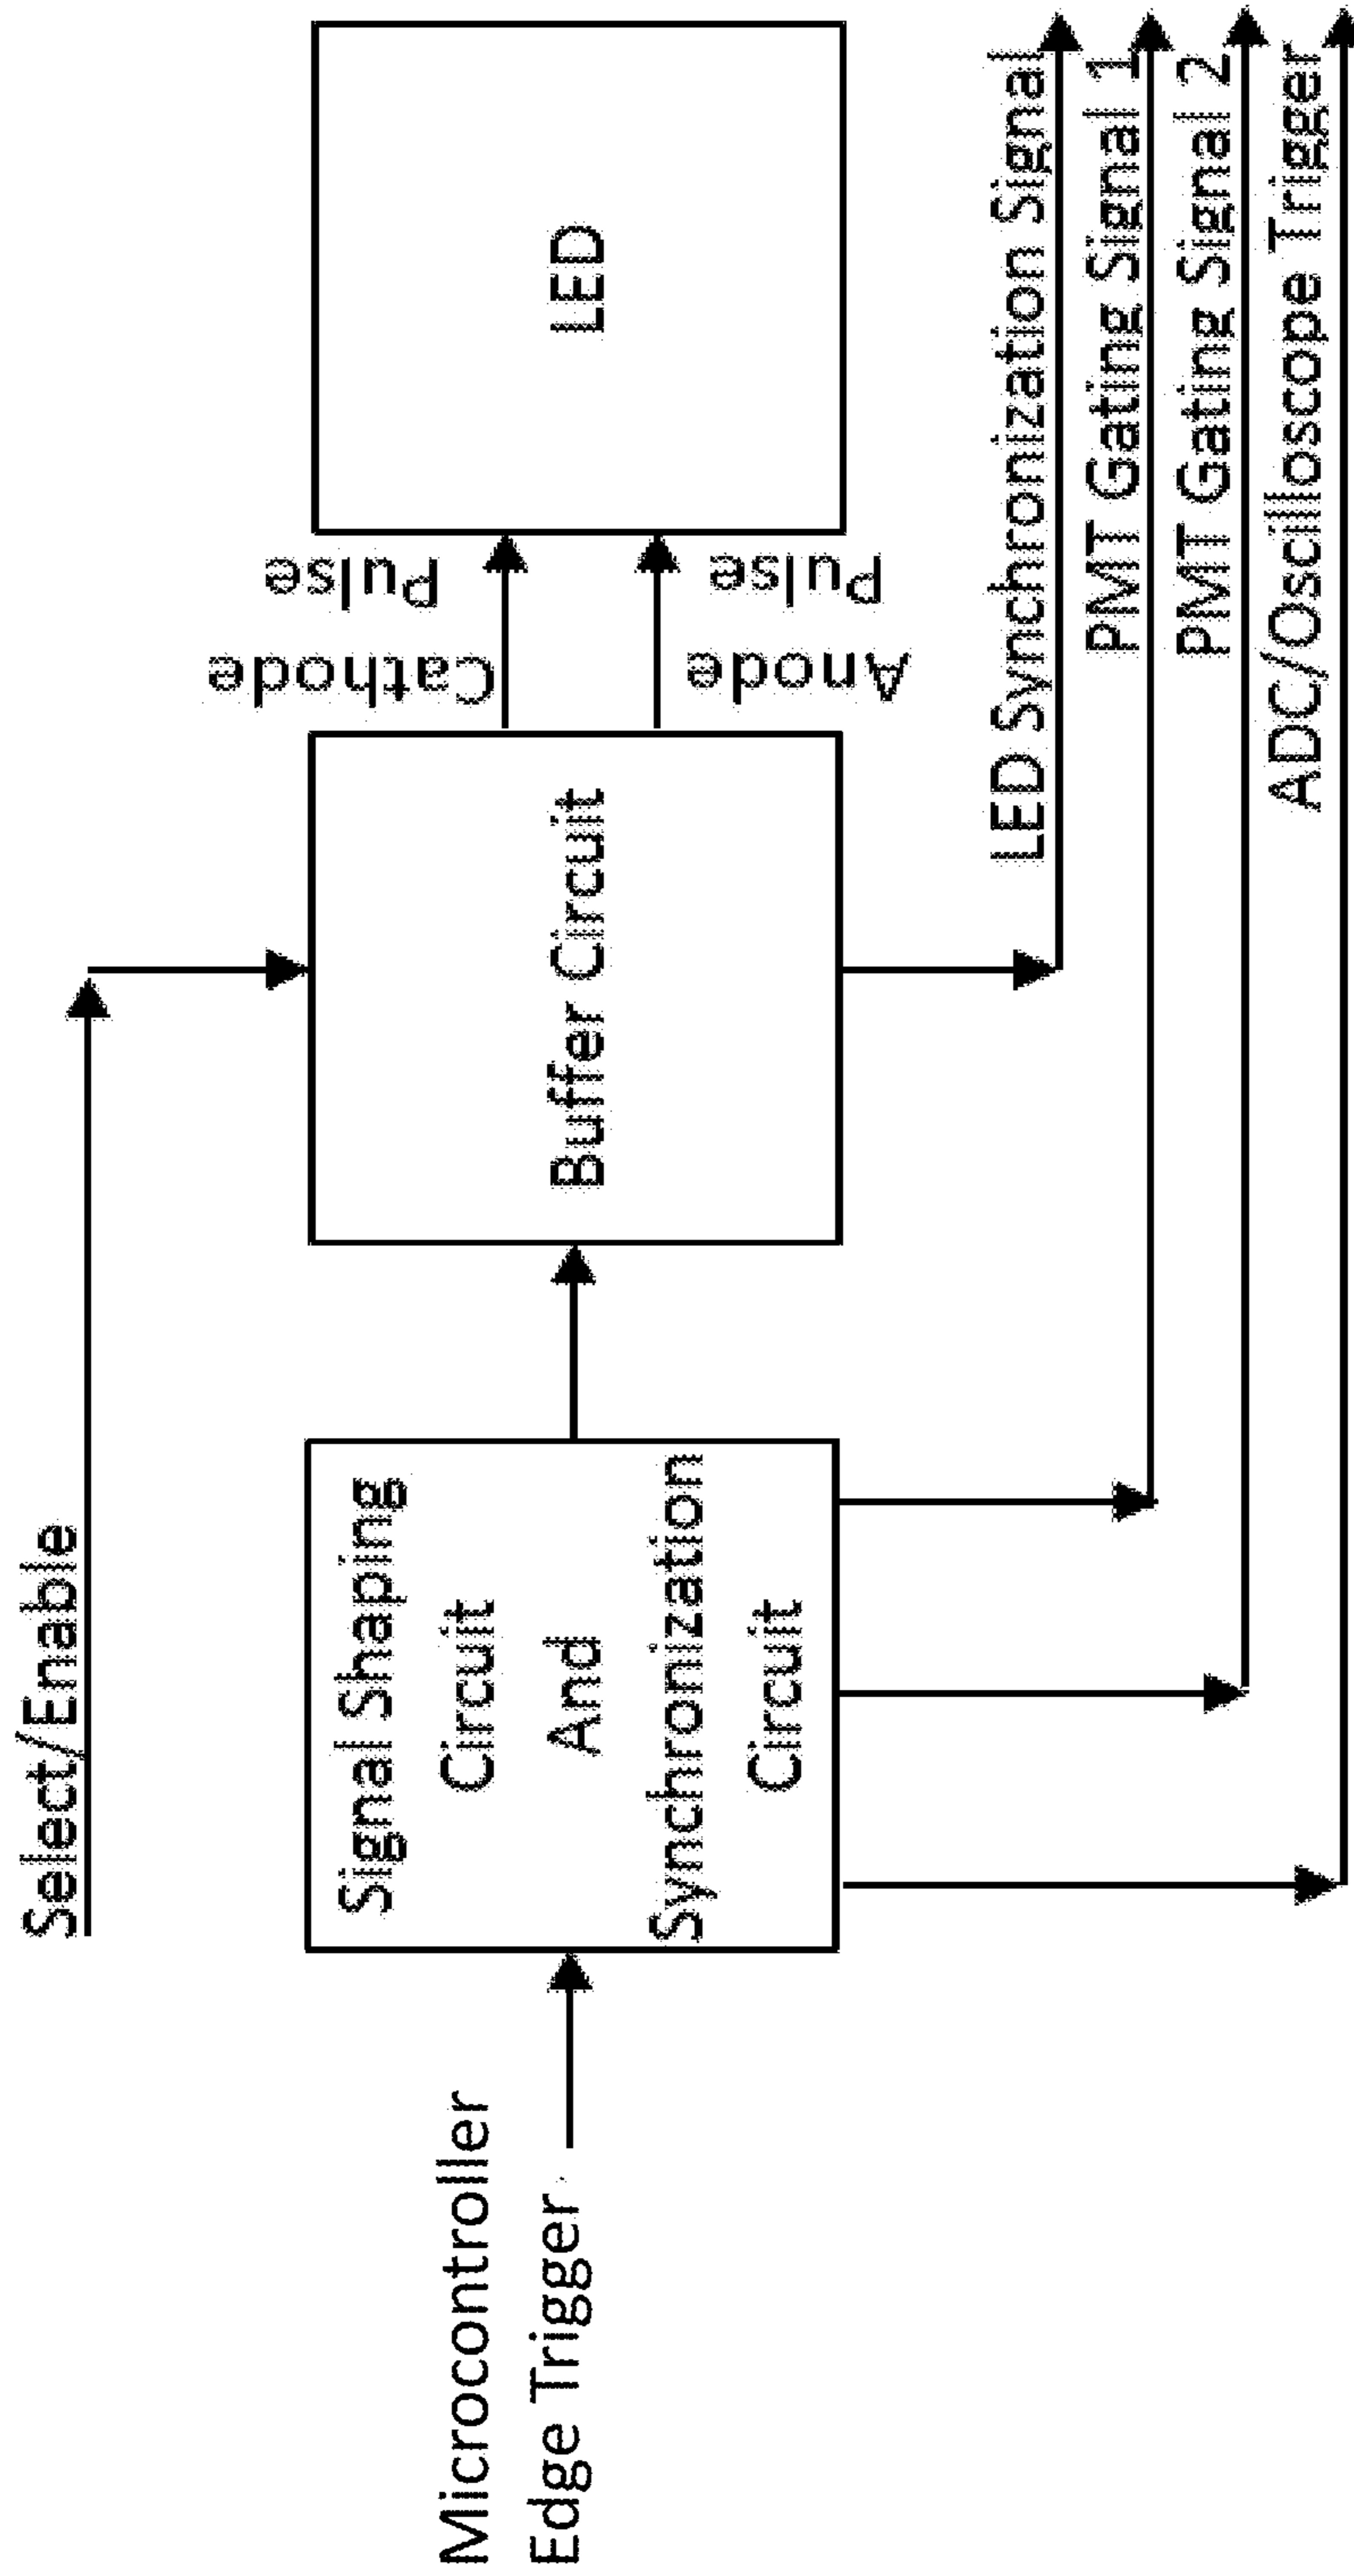 Select/Enable
Microcontroller
Edge Trigger
Signal Shaping
Circuit
And
Synchronization
Circuit
Buffer Circuit
Cathode
Pulse
Anode
Pulse
LED
LED Synchronization Signal
PMT Gating Signal 1
PMT Gating Signal 2
ADC/Oscilloscope Trigger